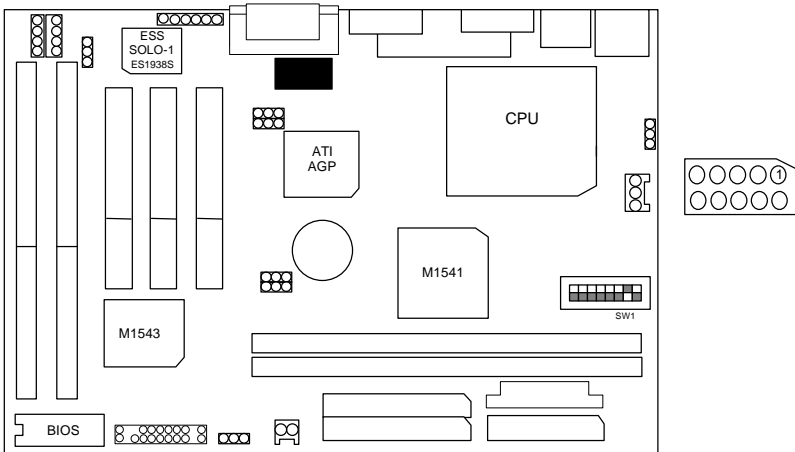 ESS
SOLO-1
ES1938S
CPU
ATI
AGP
1
M1541
SW1
M1543
BIOS